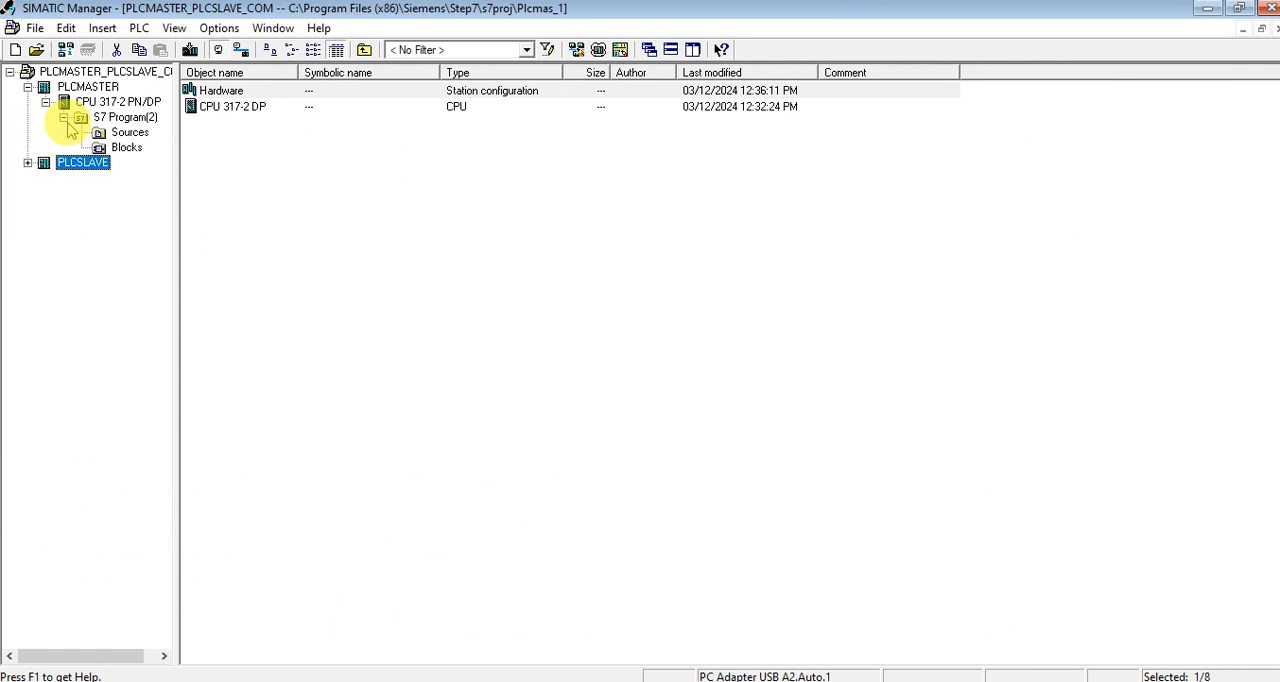 SIMATIC Manager - [PLCMASTER_PLCSLAVE_COM -- C:\Program Files (x86)\Siemens\Step7\s7proj\Plcmas_1]
File Edit Insert PLC View Options Window Help
< No Filter >
PLCMASTER_PLCSLAVE_C
Object name Symbolic name Type Size Author Last modified Comment
PLCMASTER
Hardware --- Station configuration --- 03/12/2024 12:36:11 PM
CPU 317-2 PN/DP
CPU 317-2 DP --- CPU --- 03/12/2024 12:32:24 PM
S7 Program(2)
Sources
Blocks
PLCSLAVE
Press F1 to get Help. PC Adapter USB A2.Auto.1 Selected: 1/8